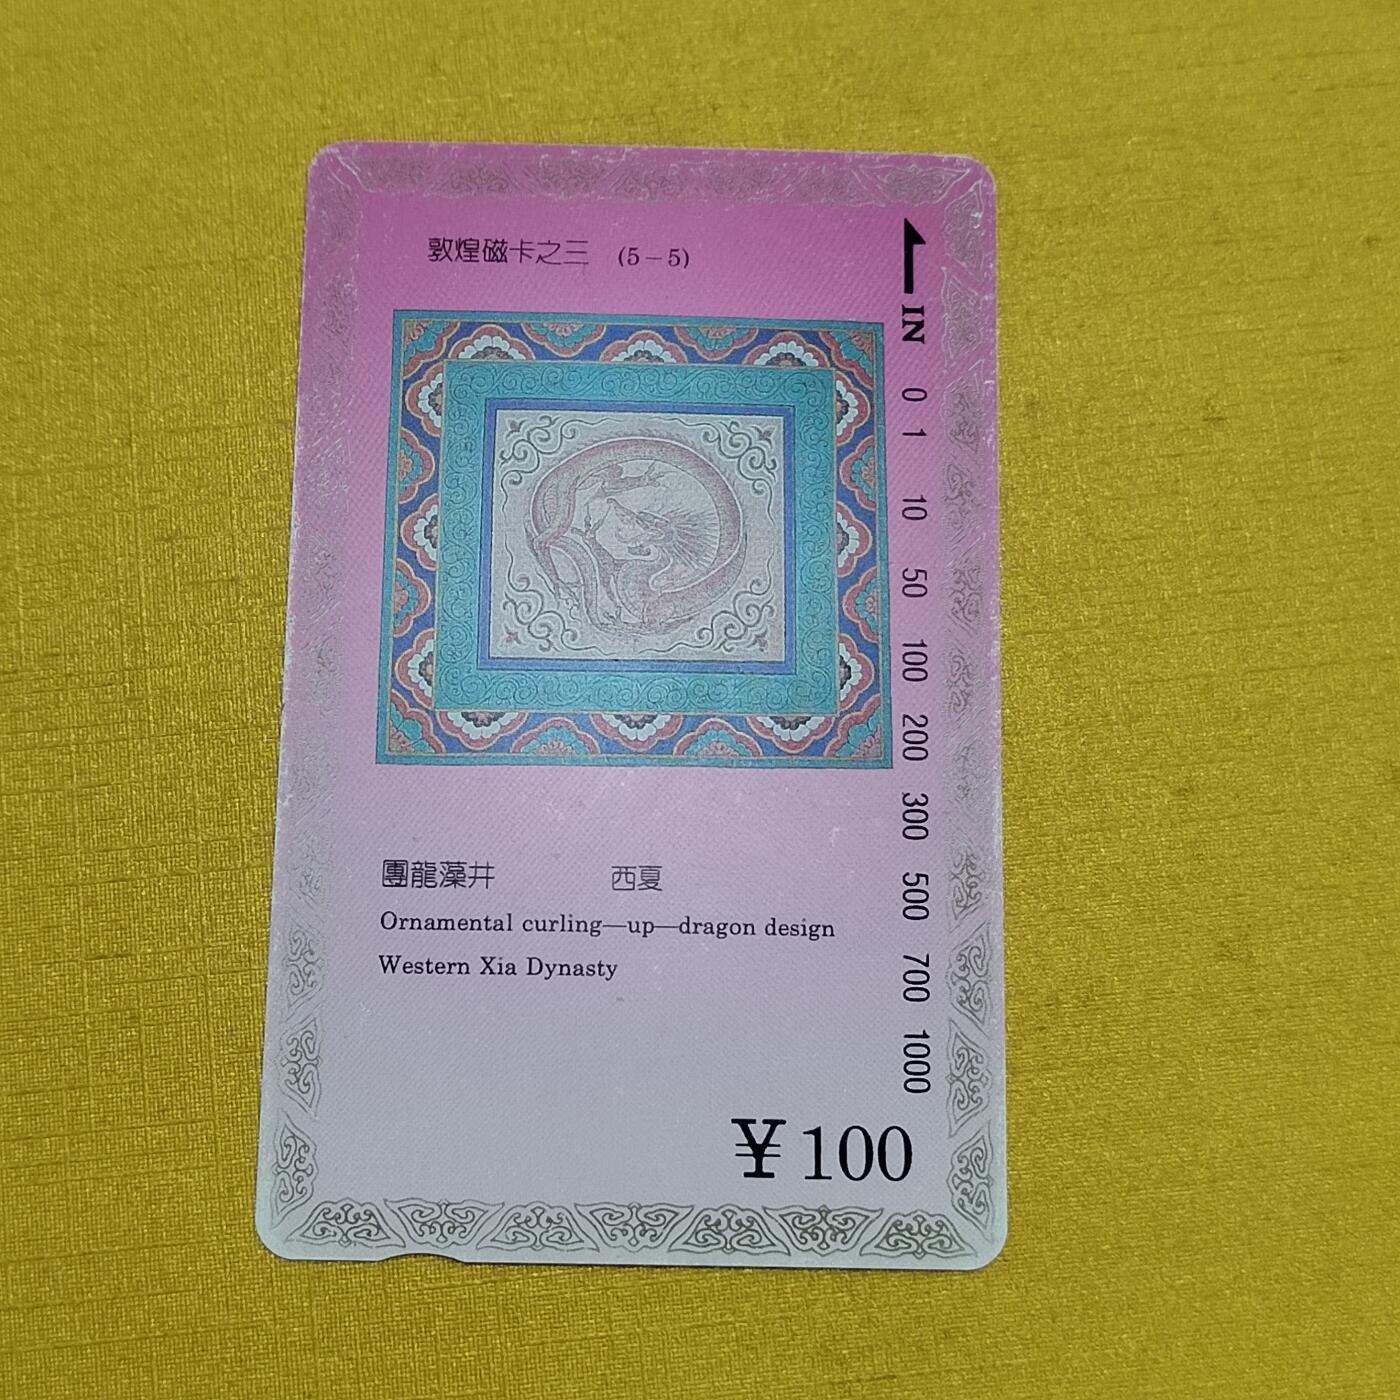 敦煌磁卡之三 (5-5)
IN 0 1 10 50 100 200 300 500 700 1000
團龍藻井 西夏
Ornamental curling—up—dragon design
Western Xia Dynasty
¥100